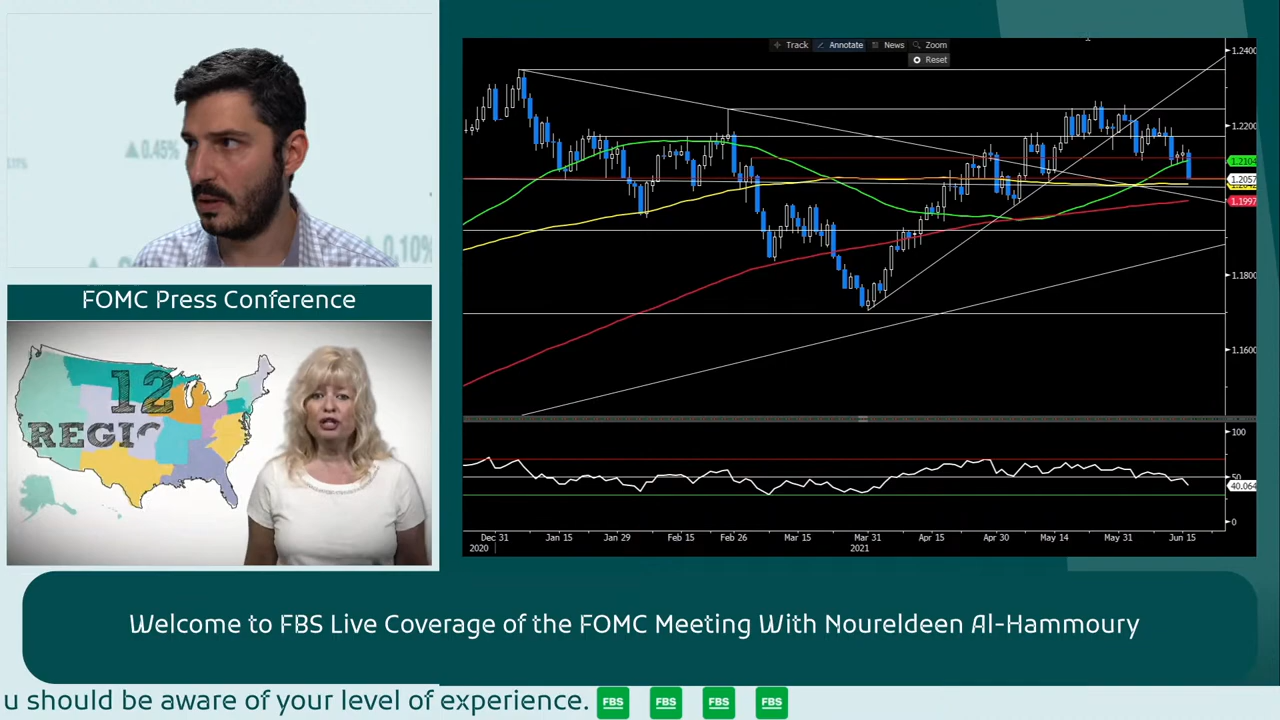 ▲0.45%
0.10%
FOMC Press Conference
12
REGIO
Track Annotate News Zoom
Reset
1.2400
1.2200
1.2104
1.2057
1.1997
1.1800
1.1600
100
50
40.064
0
Dec 31 Jan 15 Jan 29 Feb 15 Feb 26 Mar 15 Mar 31 Apr 15 Apr 30 May 14 May 31 Jun 15
2020 2021
Welcome to FBS Live Coverage of the FOMC Meeting With Noureldeen Al-Hammoury
u should be aware of your level of experience. FBS FBS FBS FBS